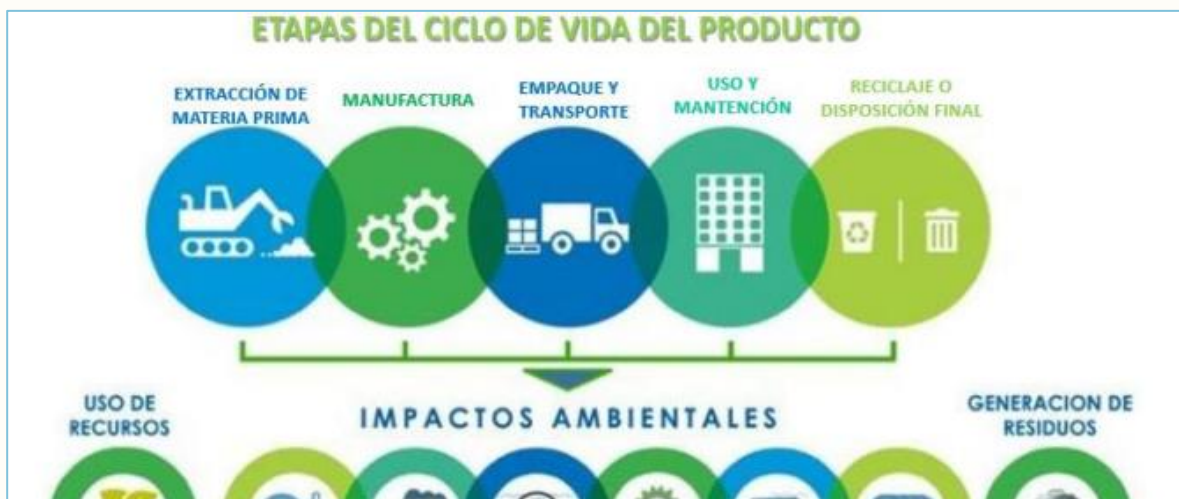 ETAPAS DEL CICLO DE VIDA DEL PRODUCTO
EXTRACCIÓN DE
MATERIA PRIMA
MANUFACTURA
EMPAQUE Y
TRANSPORTE
USO Y
MANTENCIÓN
RECICLAJE O
DISPOSICIÓN FINAL
USO DE
RECURSOS
IMPACTOS AMBIENTALES
GENERACION DE
RESIDUOS